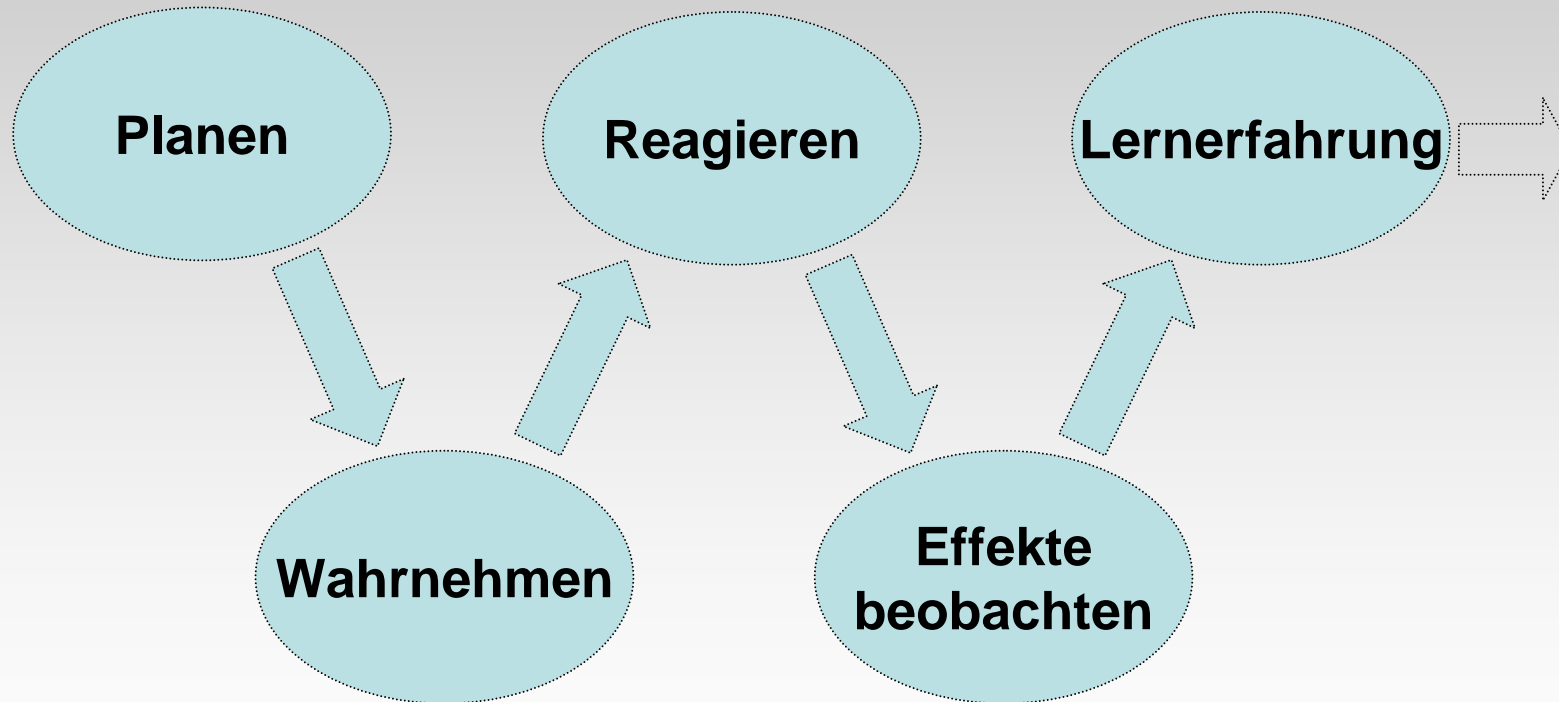 Planen
Reagieren
Lernerfahrung
Wahrnehmen
Effekte
beobachten